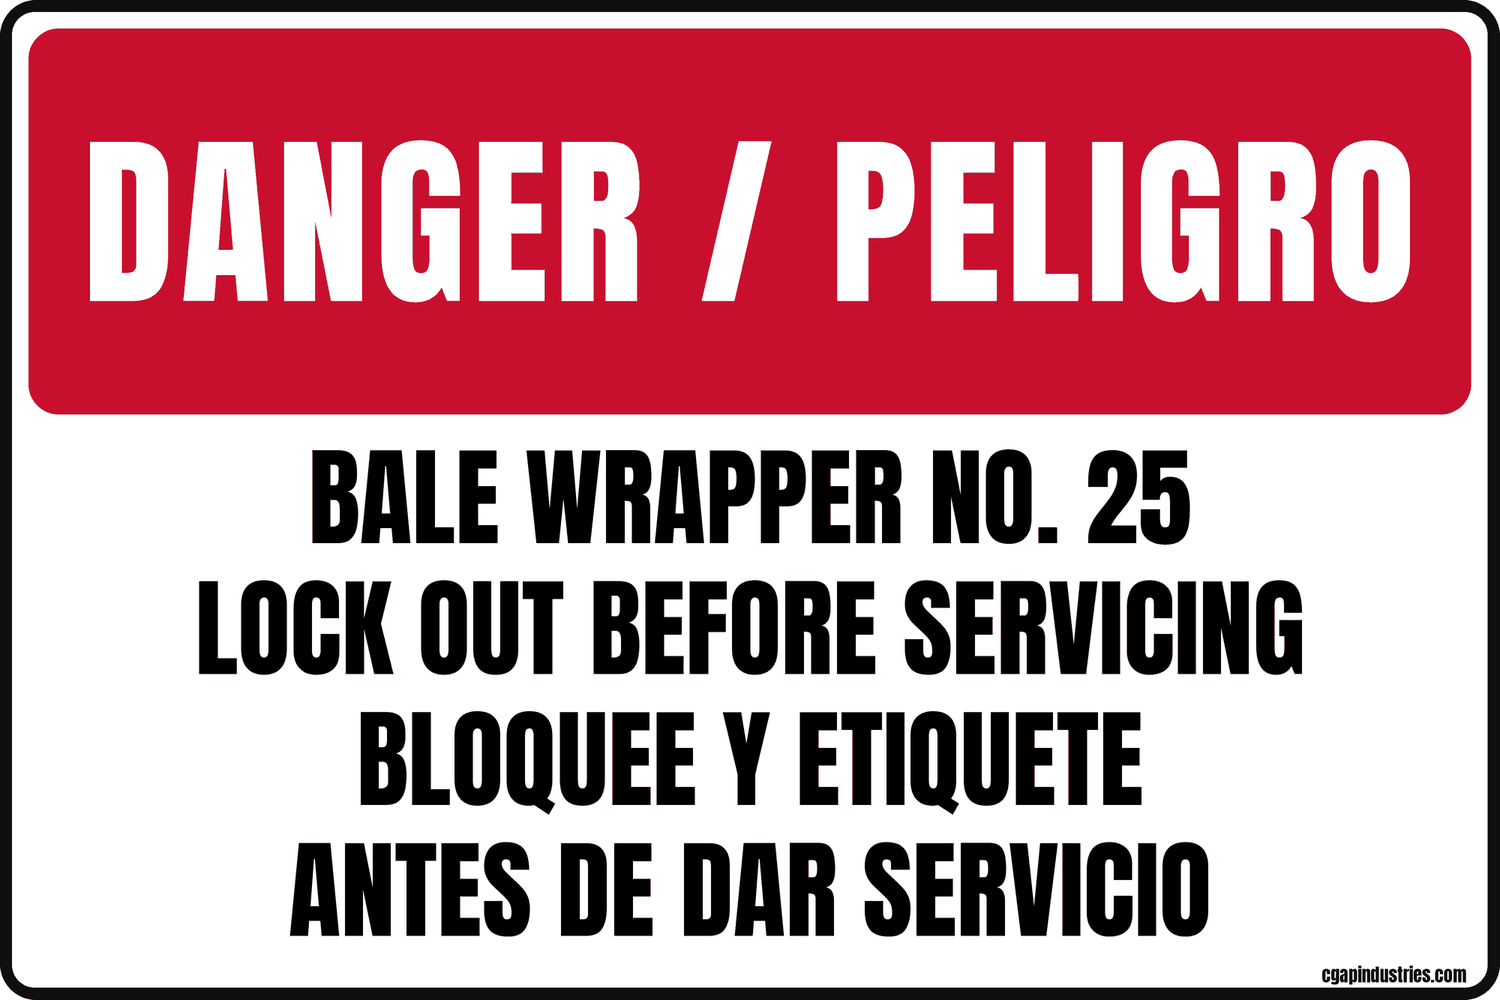 DANGER / PELIGRO
BALE WRAPPER NO. 25
LOCK OUT BEFORE SERVICING
BLOQUEE Y ETIQUETE
ANTES DE DAR SERVICIO
cgapindustries.com